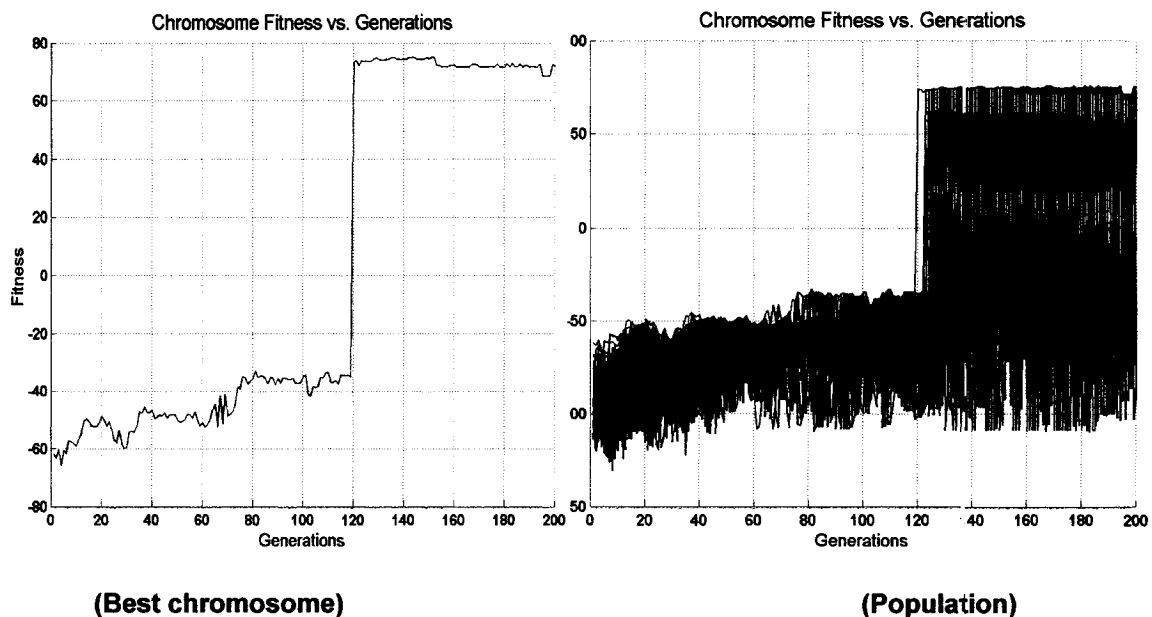 Chromosome Fitness vs. Generations
80
60
40
20
0
-20
-40
-60
-80
Fitness
0 20 40 60 80 100 120 140 160 180 200
Generations
(Best chromosome)
Chromosome Fitness vs. Generations
00
50
0
-50
00
50
0 20 40 60 80 100 120 140 160 180 200
Generations
(Population)